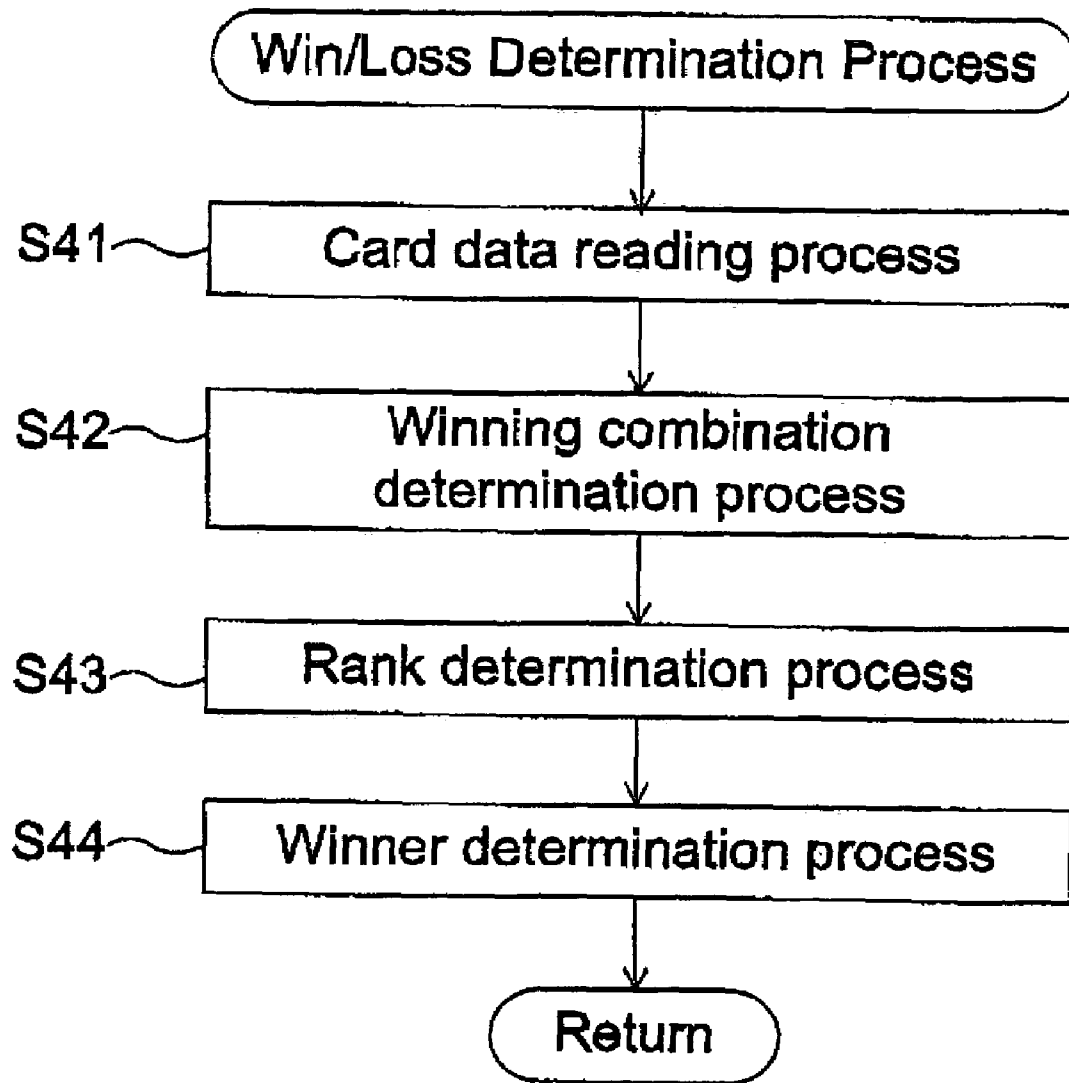 Win/Loss Determination Process
S41
Card data reading process
S42
Winning combination
determination process
S43
Rank determination process
S44
Winner determination process
Return